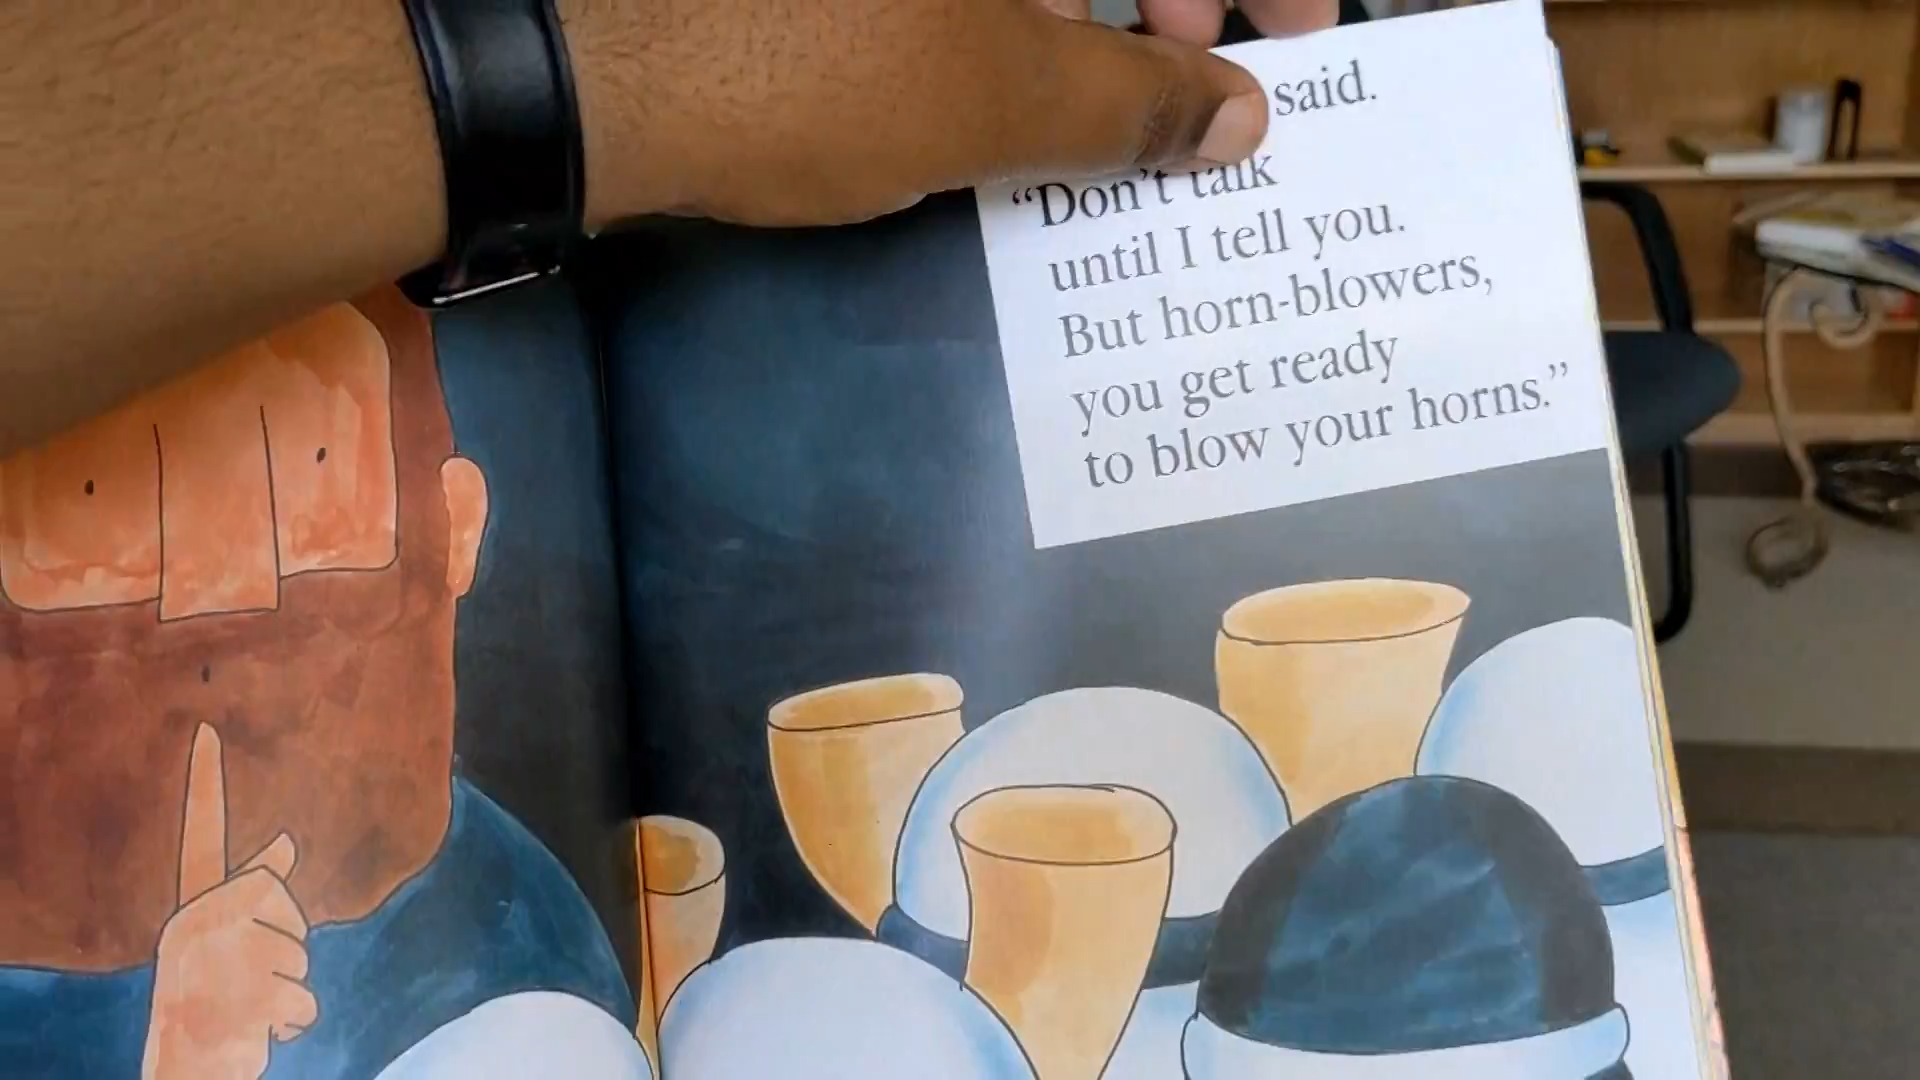 said.
“Don’t talk
until I tell you.
But horn-blowers,
you get ready
to blow your horns.”